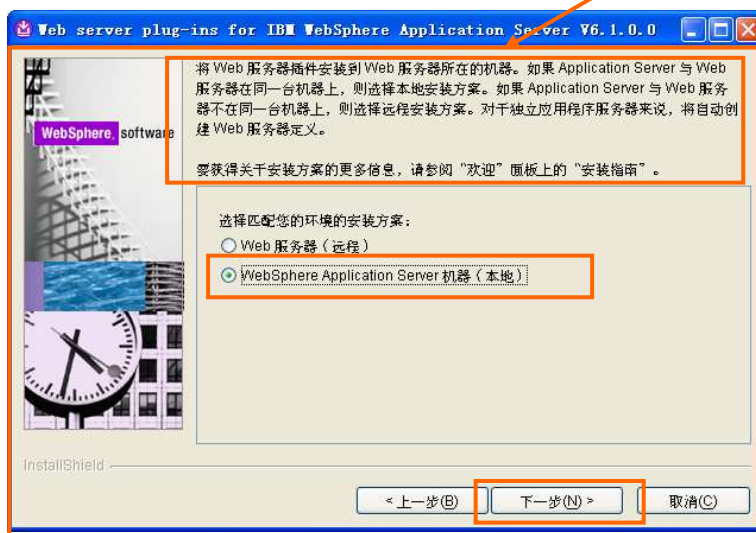 Web server plug-ins for IBM WebSphere Application Server V6.1.0.0
将 Web 服务器插件安装到 Web 服务器所在的机器。如果 Application Server 与 Web
服务器在同一台机器上，则选择本地安装方案。如果 Application Server 与 Web 服务
器不在同一台机器上，则选择远程安装方案。对于独立应用程序服务器来说，将自动创
建 Web 服务器定义。
要获得关于安装方案的更多信息，请参阅“欢迎”面板上的“安装指南”。
WebSphere. software
选择匹配您的环境的安装方案：
Web 服务器（远程）
WebSphere Application Server 机器（本地）
InstallShield
< 上一步(B)
下一步(N) >
取消(C)